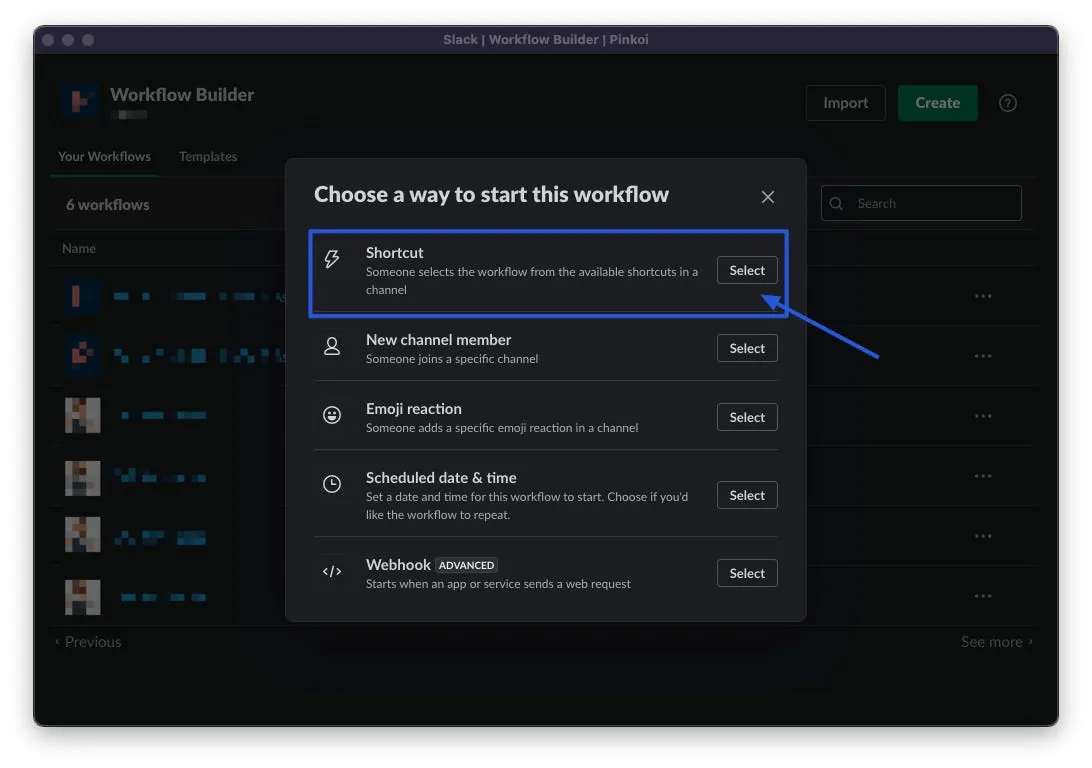 Slack | Workflow Builder | Pinkoi
Workflow Builder
Import
Create
Your Workflows
Templates
6 workflows
Search
Name
Choose a way to start this workflow
Shortcut
Someone selects the workflow from the available shortcuts in a
channel
Select
New channel member
Someone joins a specific channel
Select
Emoji reaction
Someone adds a specific emoji reaction in a channel
Select
Scheduled date & time
Set a date and time for this workflow to start. Choose if you'd
like the workflow to repeat.
Select
Webhook ADVANCED
Starts when an app or service sends a web request
Select
‹ Previous
See more ›